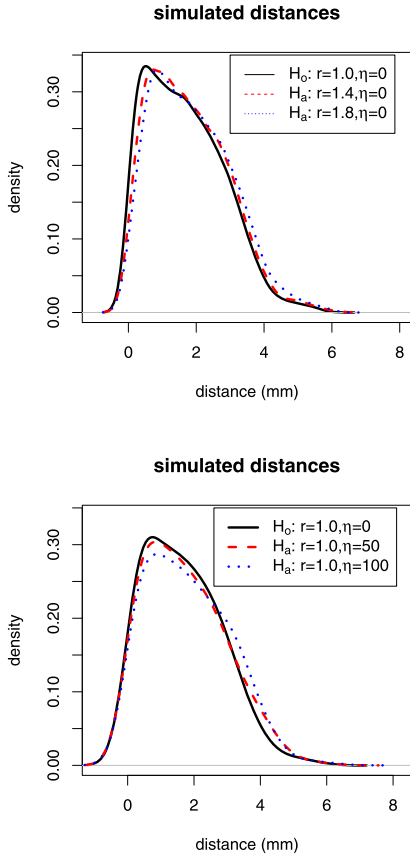 simulated distances
Hₒ: r=1.0,η=0
Hₐ: r=1.4,η=0
Hₐ: r=1.8,η=0
density
0.30
0.20
0.10
0.00
0 2 4 6 8
distance (mm)
simulated distances
Hₒ: r=1.0,η=0
Hₐ: r=1.0,η=50
Hₐ: r=1.0,η=100
density
0.30
0.20
0.10
0.00
0 2 4 6 8
distance (mm)